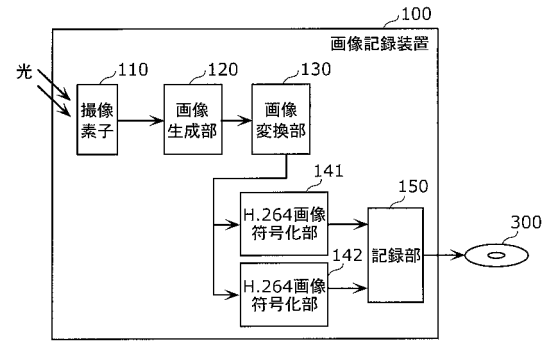 100
画像記録装置
光
110
120
130
撮像
素子
画像
生成部
画像
変換部
141
H.264画像
符号化部
142
H.264画像
符号化部
150
記録部
300